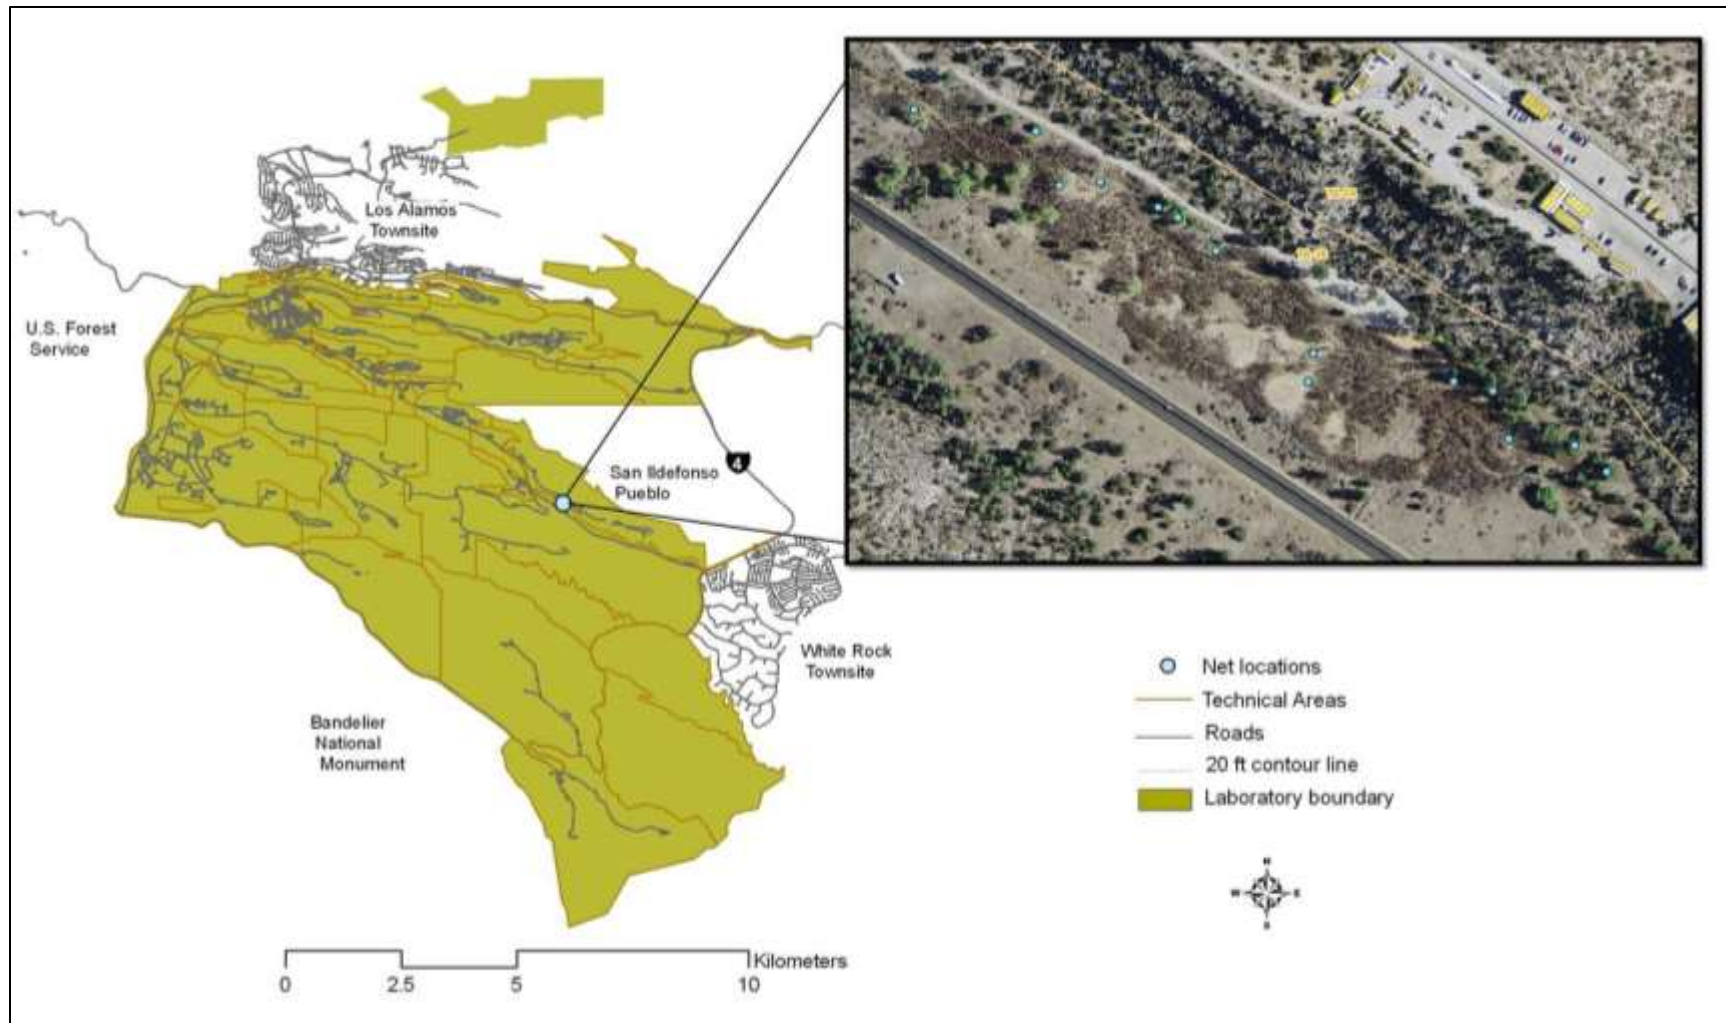 Los Alamos
Townsite
U.S. Forest
Service
San Ildefonso
Pueblo
4
White Rock
Townsite
Bandelier
National
Monument
Net locations
Technical Areas
Roads
20 ft contour line
Laboratory boundary
N
W
E
S
Kilometers
0
2.5
5
10